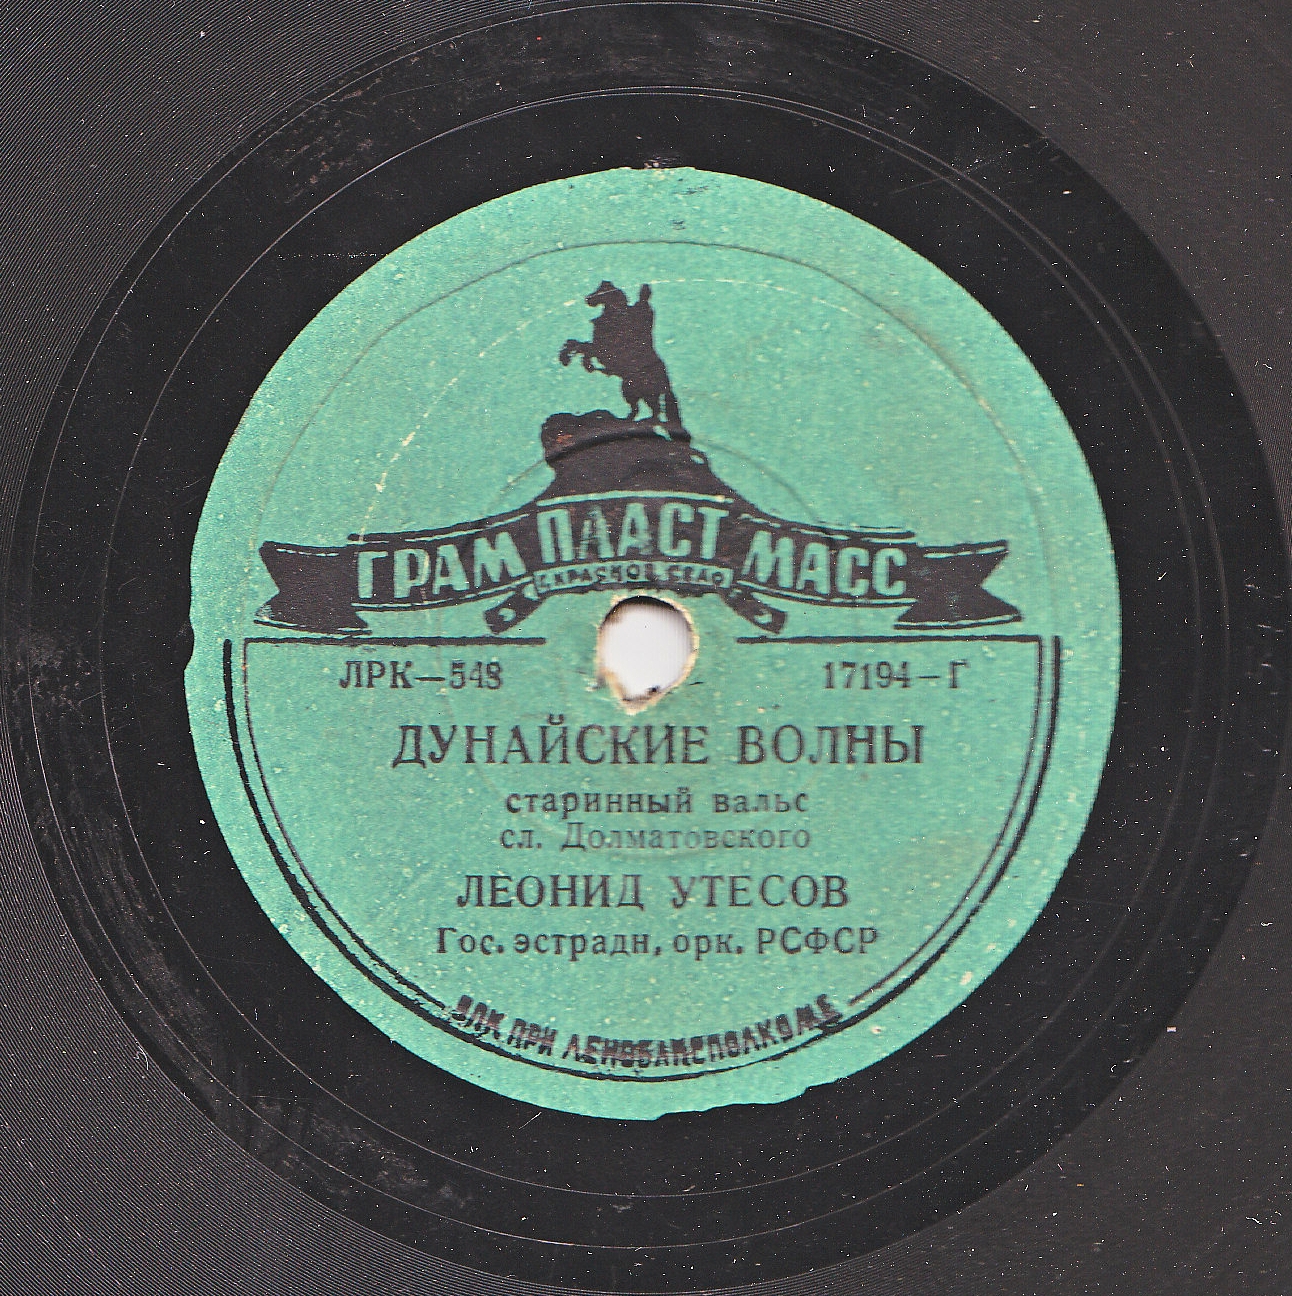 ГРАМ ПЛАСТ МАСС
С. КРАСНОЕ СЕЛО
ЛРК—548 17194—Г
ДУНАЙСКИЕ ВОЛНЫ
старинный вальс
сл. Долматовского
ЛЕОНИД УТЕСОВ
Гос. эстрадн, орк. РСФСР
ПРИ ЛЕНОБЛИСПОЛКОМЕ